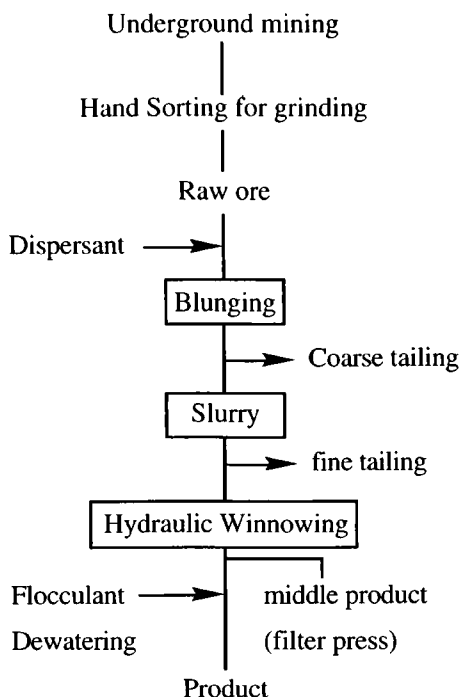 Underground mining
Hand Sorting for grinding
Raw ore
Dispersant
Blunging
Coarse tailing
Slurry
fine tailing
Hydraulic Winnowing
Flocculant
middle product
Dewatering
(filter press)
Product